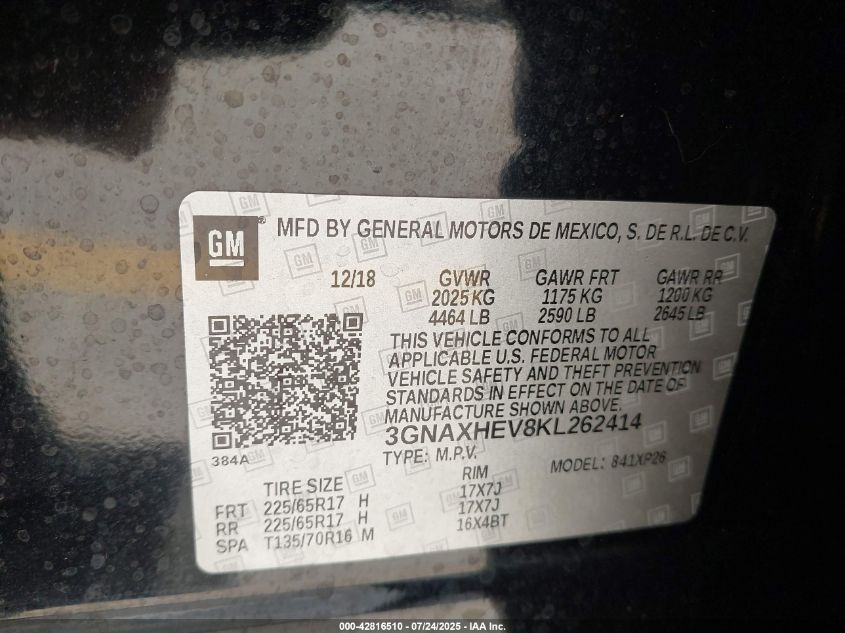 GM ® MFD BY GENERAL MOTORS DE MEXICO, S. DE R.L. DE C.V.
12/18 GVWR GAWR FRT GAWR RR
2025 KG 1175 KG 1200 KG
4464 LB 2590 LB 2645 LB
THIS VEHICLE CONFORMS TO ALL
APPLICABLE U.S. FEDERAL MOTOR
VEHICLE SAFETY AND THEFT PREVENTION
STANDARDS IN EFFECT ON THE DATE OF
MANUFACTURE SHOWN ABOVE.
3GNAXHEV8KL262414
384A
TYPE: M.P.V. MODEL: 841XP26
TIRE SIZE RIM
FRT 225/65R17 H 17X7J
RR 225/65R17 H 17X7J
SPA T135/70R16 M 16X4BT
000-42816510 - 07/24/2025 - IAA Inc.